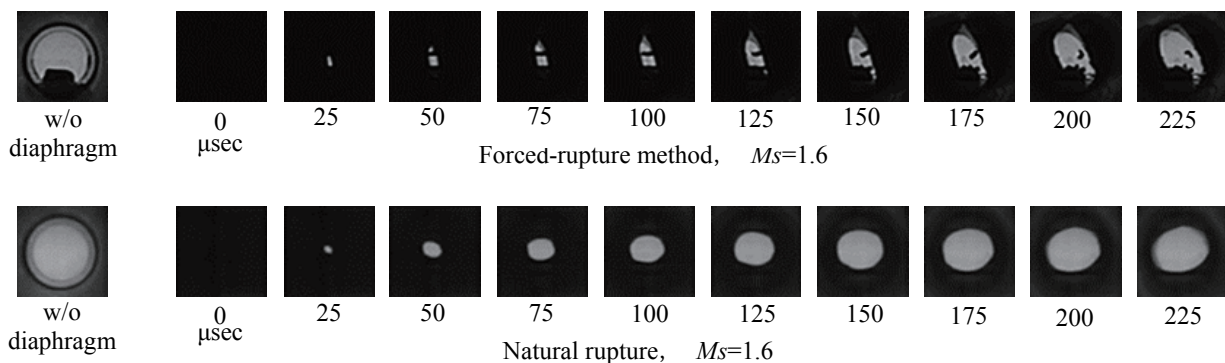 w/o
diaphragm
0
μsec
25
50
75
100
125
150
175
200
225
Forced-rupture method, Ms=1.6
w/o
diaphragm
0
μsec
25
50
75
100
125
150
175
200
225
Natural rupture, Ms=1.6